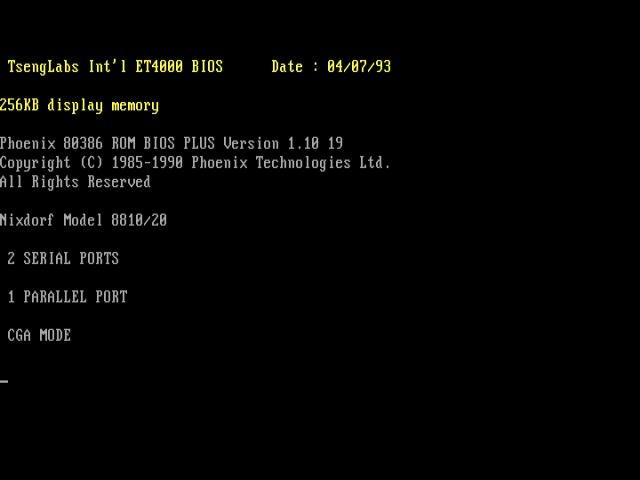 TsengLabs Int'l ET4000 BIOS      Date : 04/07/93
256KB display memory
Phoenix 80386 ROM BIOS PLUS Version 1.10 19
Copyright (C) 1985-1990 Phoenix Technologies Ltd.
All Rights Reserved
Nixdorf Model 8810/20
2 SERIAL PORTS
1 PARALLEL PORT
CGA MODE